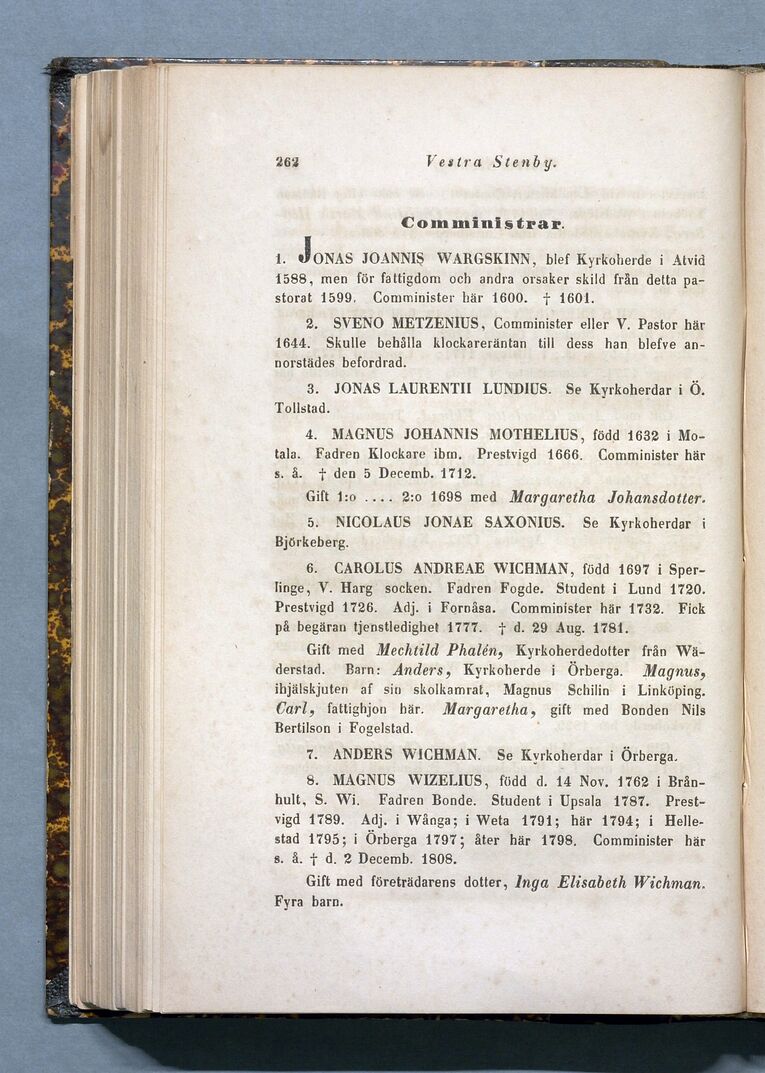 262 Vestra Stenby.
Comministrar.
1. JONAS JOANNIS WARGSKINN, blef Kyrkoherde i Atvid
1588, men för fattigdom och andra orsaker skild från detta pa-
storat 1599. Comminister här 1600. † 1601.
2. SVENO METZENIUS, Comminister eller V. Pastor här
1644. Skulle behålla klockareräntan till dess han blefve an-
norstädes befordrad.
3. JONAS LAURENTII LUNDIUS. Se Kyrkoherdar i Ö.
Tollstad.
4. MAGNUS JOHANNIS MOTHELIUS, född 1632 i Mo-
tala. Fadren Klockare ibm. Prestvigd 1666. Comminister här
s. å. † den 5 Decemb. 1712.
Gift 1:o .... 2:o 1698 med Margaretha Johansdotter.
5. NICOLAUS JONAE SAXONIUS. Se Kyrkoherdar i
Björkeberg.
6. CAROLUS ANDREAE WICHMAN, född 1697 i Sper-
linge, V. Harg socken. Fadren Fogde. Student i Lund 1720.
Prestvigd 1726. Adj. i Fornåsa. Comminister här 1732. Fick
på begäran tjenstledighet 1777. † d. 29 Aug. 1781.
Gift med Mechtild Phalén, Kyrkoherdedotter från Wä-
derstad. Barn: Anders, Kyrkoherde i Örberga. Magnus,
ihjälskjuten af sin skolkamrat, Magnus Schilin i Linköping.
Carl, fattighjon här. Margaretha, gift med Bonden Nils
Bertilson i Fogelstad.
7. ANDERS WICHMAN. Se Kyrkoherdar i Örberga.
8. MAGNUS WIZELIUS, född d. 14 Nov. 1762 i Brån-
hult, S. Wi. Fadren Bonde. Student i Upsala 1787. Prest-
vigd 1789. Adj. i Wånga; i Weta 1791; här 1794; i Helle-
stad 1795; i Örberga 1797; åter här 1798. Comminister här
s. å. † d. 2 Decemb. 1808.
Gift med företrädarens dotter, Inga Elisabeth Wichman.
Fyra barn.